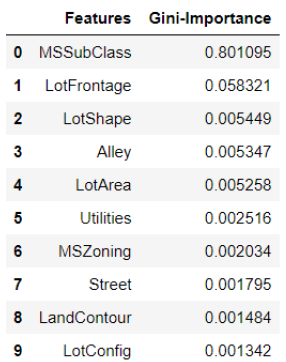 Features Gini-Importance
0 MSSubClass 0.801095
1 LotFrontage 0.058321
2 LotShape 0.005449
3 Alley 0.005347
4 LotArea 0.005258
5 Utilities 0.002516
6 MSZoning 0.002034
7 Street 0.001795
8 LandContour 0.001484
9 LotConfig 0.001342